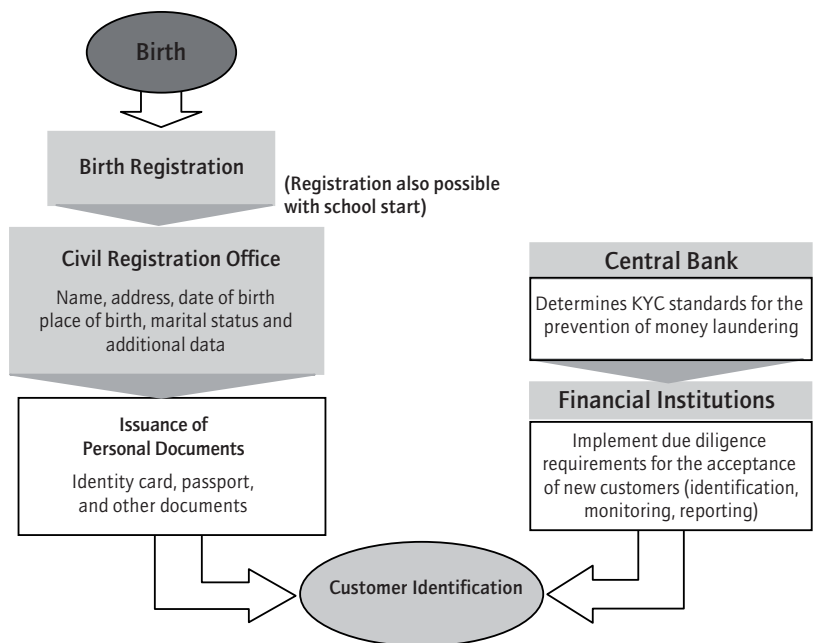 Birth
Birth Registration
(Registration also possible
with school start)
Civil Registration Office
Name, address, date of birth
place of birth, marital status and
additional data
Issuance of
Personal Documents
Identity card, passport,
and other documents
Central Bank
Determines KYC standards for the
prevention of money laundering
Financial Institutions
Implement due diligence
requirements for the acceptance
of new customers (identification,
monitoring, reporting)
Customer Identification